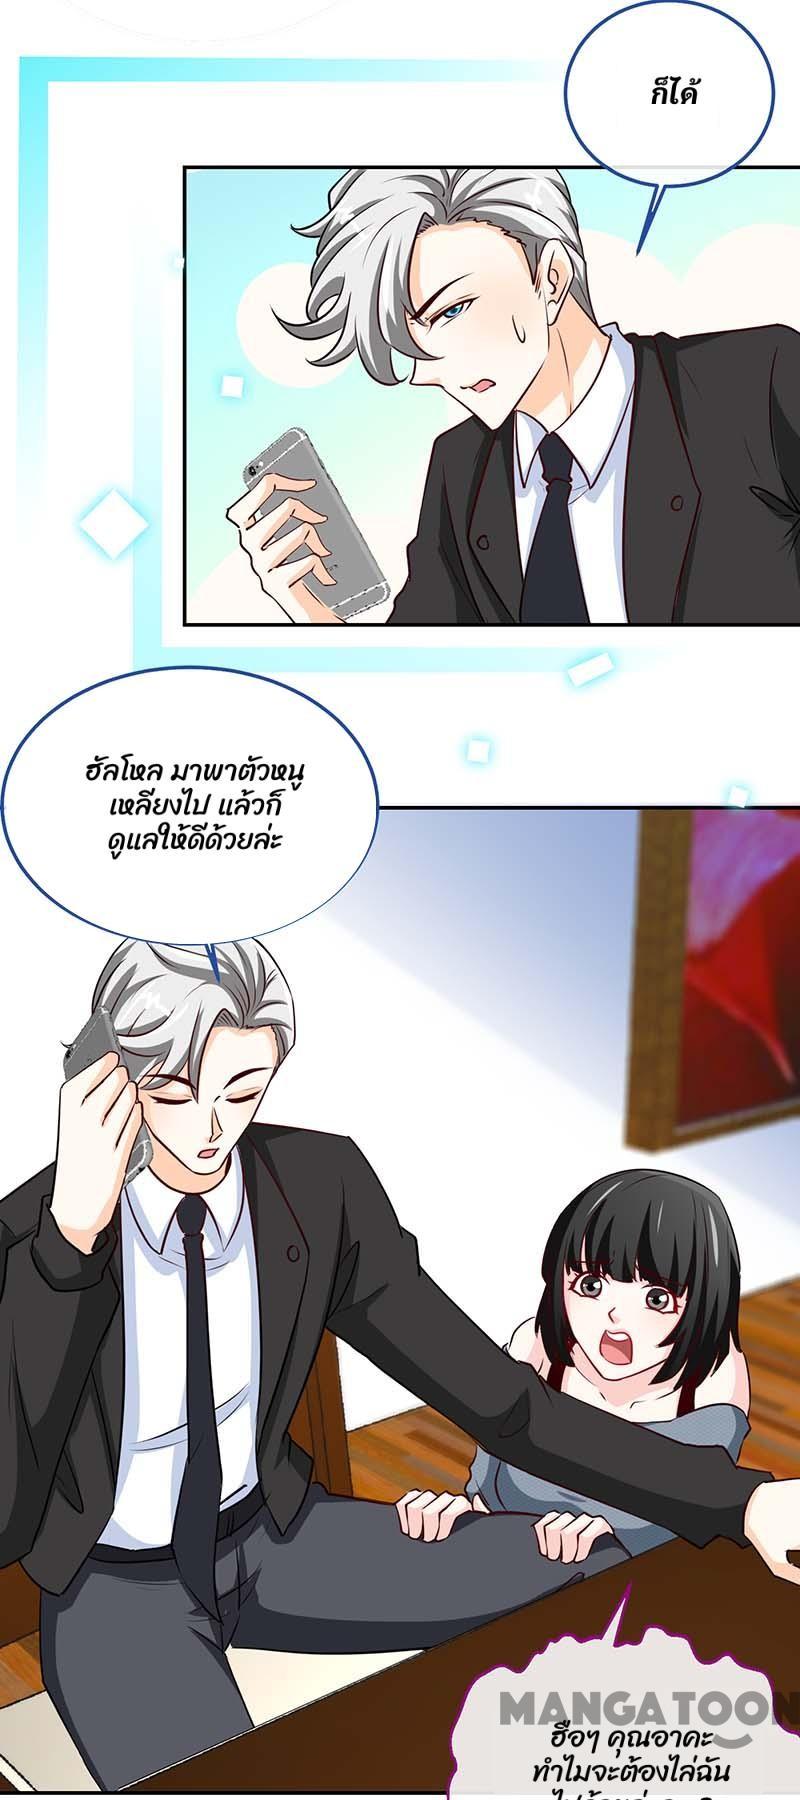 ก็ได้
ฮัลโหล มาพาตัวหนู
เหลียงไป แล้วก็
ดูแลให้ดีด้วยล่ะ
MANGATOON
ฮือๆ คุณอาคะ
ทำไมจะต้องไล่ฉัน